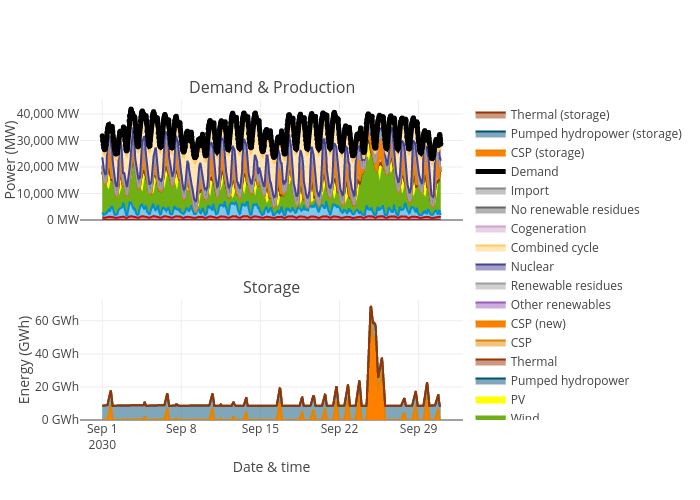 Demand & Production
40,000 MW
30,000 MW
20,000 MW
10,000 MW
0 MW
Power (MW)
Thermal (storage)
Pumped hydropower (storage)
CSP (storage)
Demand
Import
No renewable residues
Cogeneration
Combined cycle
Nuclear
Renewable residues
Other renewables
CSP (new)
CSP
Thermal
Pumped hydropower
PV
Wind
Storage
60 GWh
40 GWh
20 GWh
0 GWh
Energy (GWh)
Sep 1
2030
Sep 8
Sep 15
Sep 22
Sep 29
Date & time